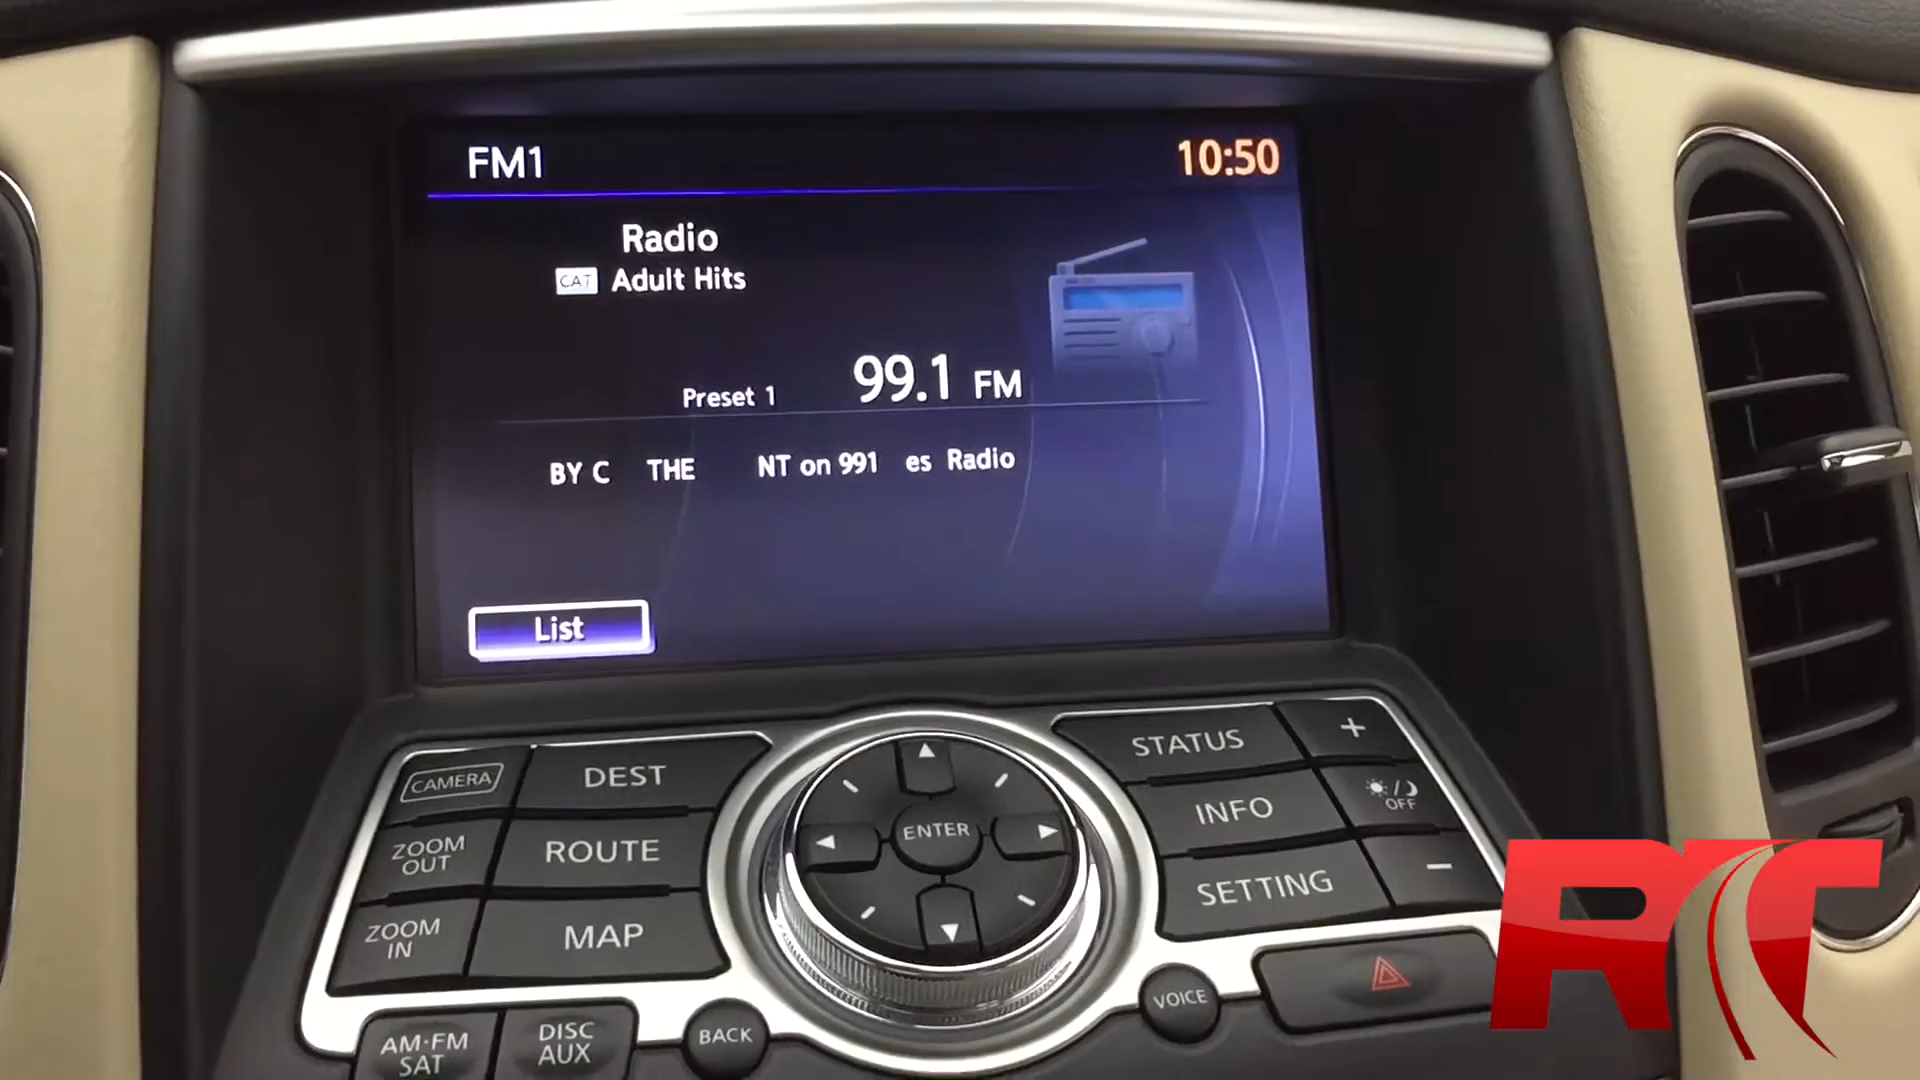 FM1 10:50
Radio
CAT Adult Hits
Preset 1 99.1 FM
BY C THE NT on 991 es Radio
List
CAMERA DEST STATUS +
ZOOM OUT ROUTE ENTER INFO OFF
ZOOM IN MAP SETTING −
AM·FM SAT DISC AUX BACK VOICE
RT